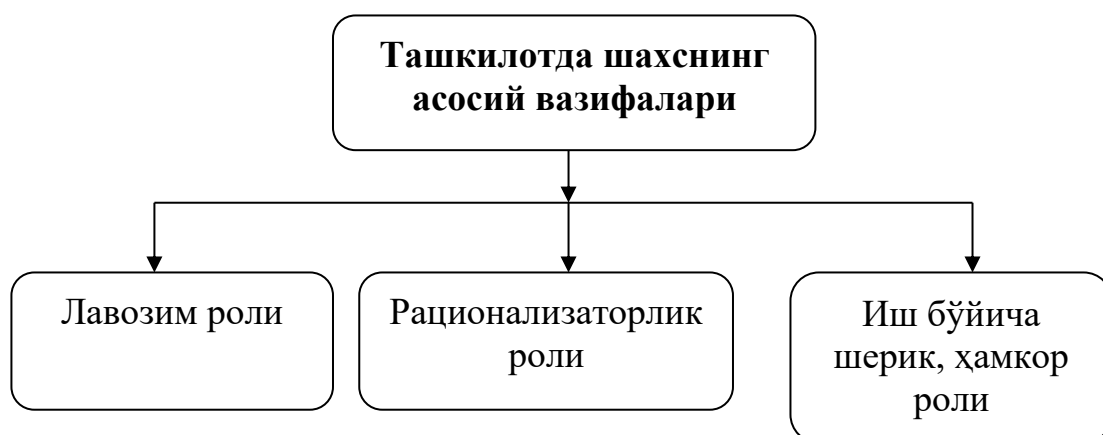 Ташкилотда шахснинг
асосий вазифалари
Лавозим роли
Рационализаторлик
роли
Иш бўйича
шерик, ҳамкор
роли